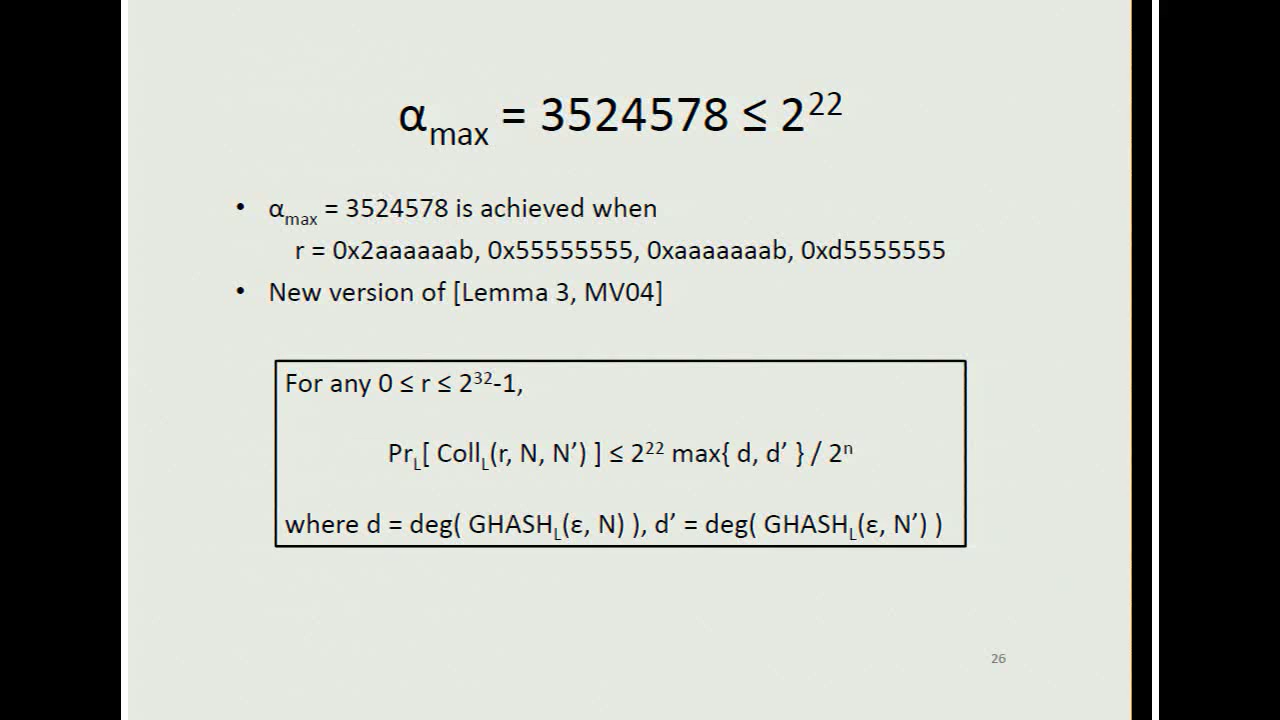 α_max = 3524578 ≤ 2^22
• α_max = 3524578 is achieved when
r = 0x2aaaaaab, 0x55555555, 0xaaaaaaab, 0xd5555555
• New version of [Lemma 3, MV04]
For any 0 ≤ r ≤ 2^32-1,
Pr_L[ Coll_L(r, N, N’) ] ≤ 2^22 max{ d, d’ } / 2^n
where d = deg( GHASH_L(ε, N) ), d’ = deg( GHASH_L(ε, N’) )
26